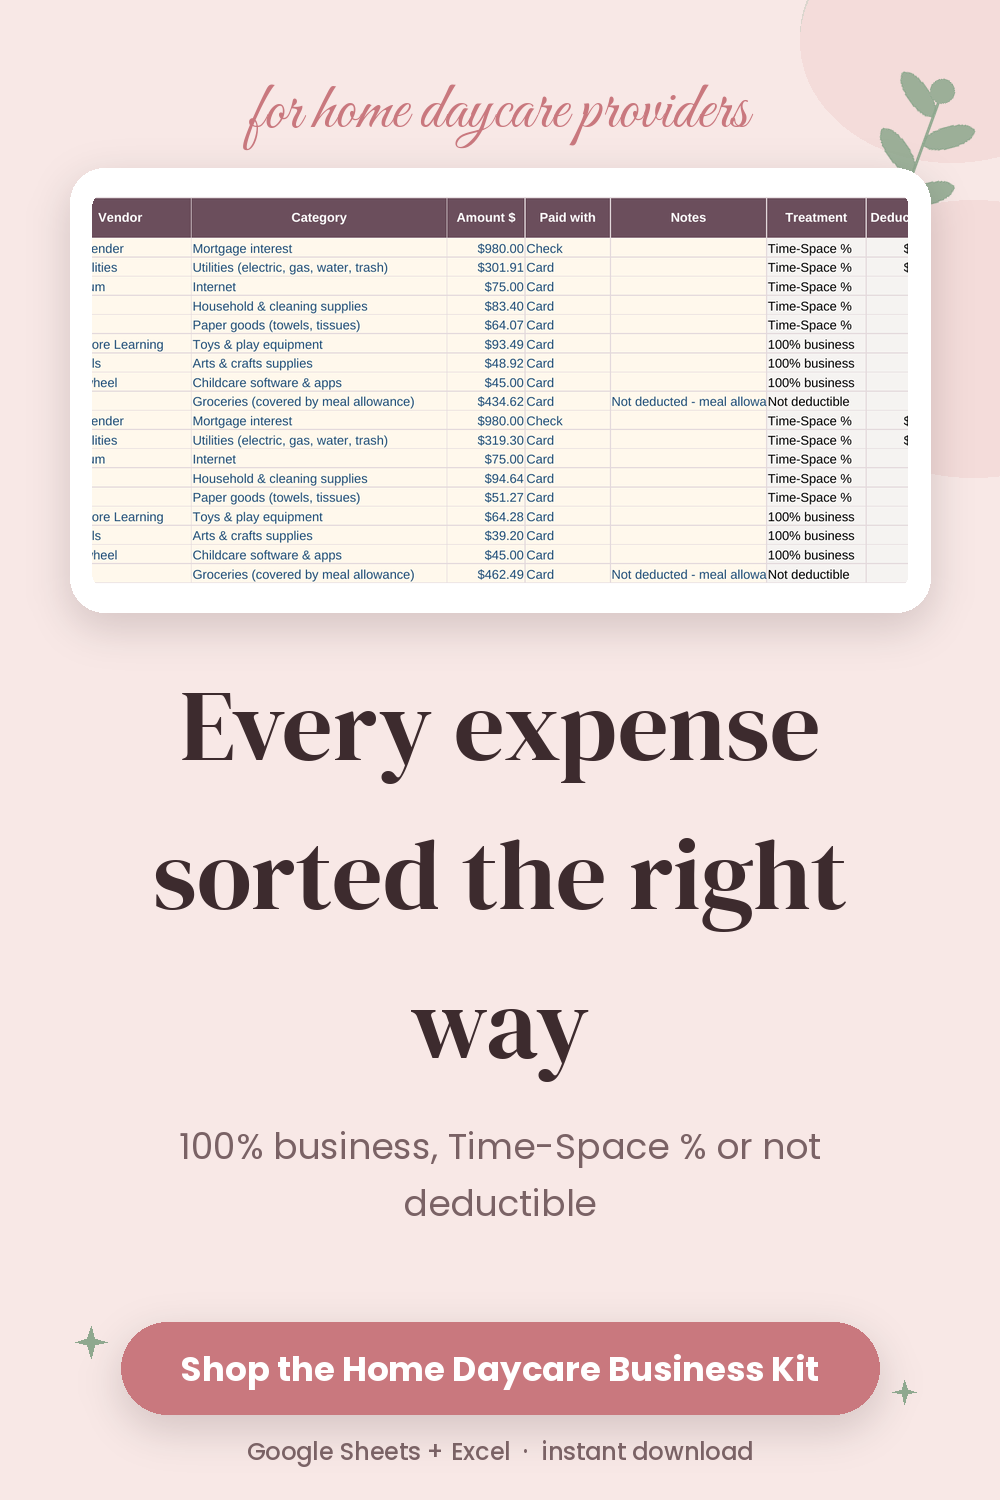 for home daycare providers
Vendor Category Amount $ Paid with Notes Treatment
Mortgage interest $980.00 Check Time-Space %
Utilities (electric, gas, water, trash) $301.91 Card Time-Space %
Internet $75.00 Card Time-Space %
Household & cleaning supplies $83.40 Card Time-Space %
Paper goods (towels, tissues) $64.07 Card Time-Space %
ore Learning Toys & play equipment $93.49 Card 100% business
Arts & crafts supplies $48.92 Card 100% business
Childcare software & apps $45.00 Card 100% business
Groceries (covered by meal allowance) $434.62 Card Not deducted - meal allowa Not deductible
Mortgage interest $980.00 Check Time-Space %
Utilities (electric, gas, water, trash) $319.30 Card Time-Space %
Internet $75.00 Card Time-Space %
Household & cleaning supplies $94.64 Card Time-Space %
Paper goods (towels, tissues) $51.27 Card Time-Space %
ore Learning Toys & play equipment $64.28 Card 100% business
Arts & crafts supplies $39.20 Card 100% business
Childcare software & apps $45.00 Card 100% business
Groceries (covered by meal allowance) $462.49 Card Not deducted - meal allowa Not deductible
Every expense
sorted the right
way
100% business, Time-Space % or not
deductible
Shop the Home Daycare Business Kit
Google Sheets + Excel · instant download